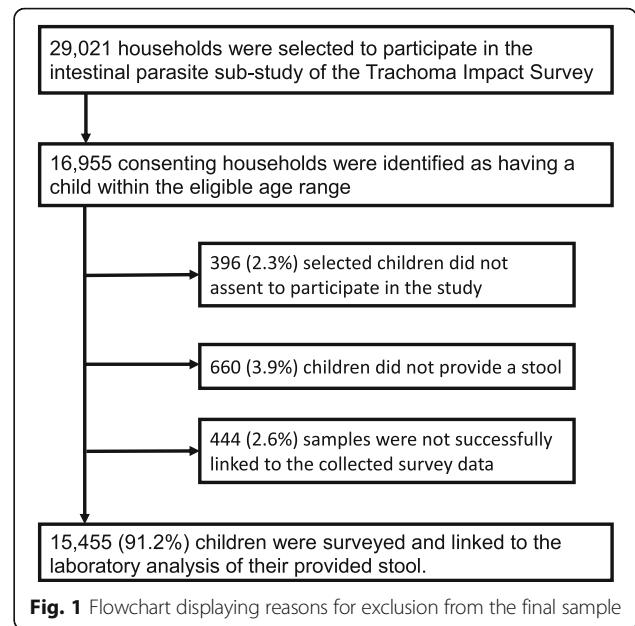 29,021 households were selected to participate in the
intestinal parasite sub-study of the Trachoma Impact Survey
16,955 consenting households were identified as having a
child within the eligible age range
396 (2.3%) selected children did not
assent to participate in the study
660 (3.9%) children did not provide a stool
444 (2.6%) samples were not successfully
linked to the collected survey data
15,455 (91.2%) children were surveyed and linked to the
laboratory analysis of their provided stool.
Fig. 1 Flowchart displaying reasons for exclusion from the final sample